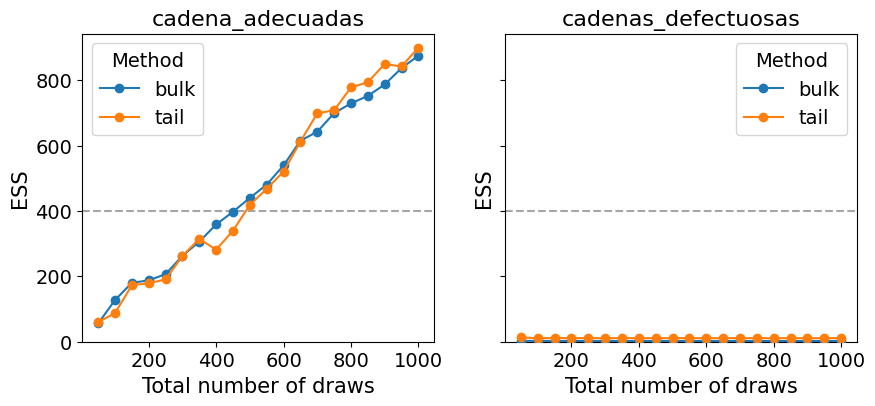 cadena_adecuadas
ESS
800
600
400
200
0
Method
bulk
tail
200 400 600 800 1000
Total number of draws
cadenas_defectuosas
ESS
Method
bulk
tail
200 400 600 800 1000
Total number of draws